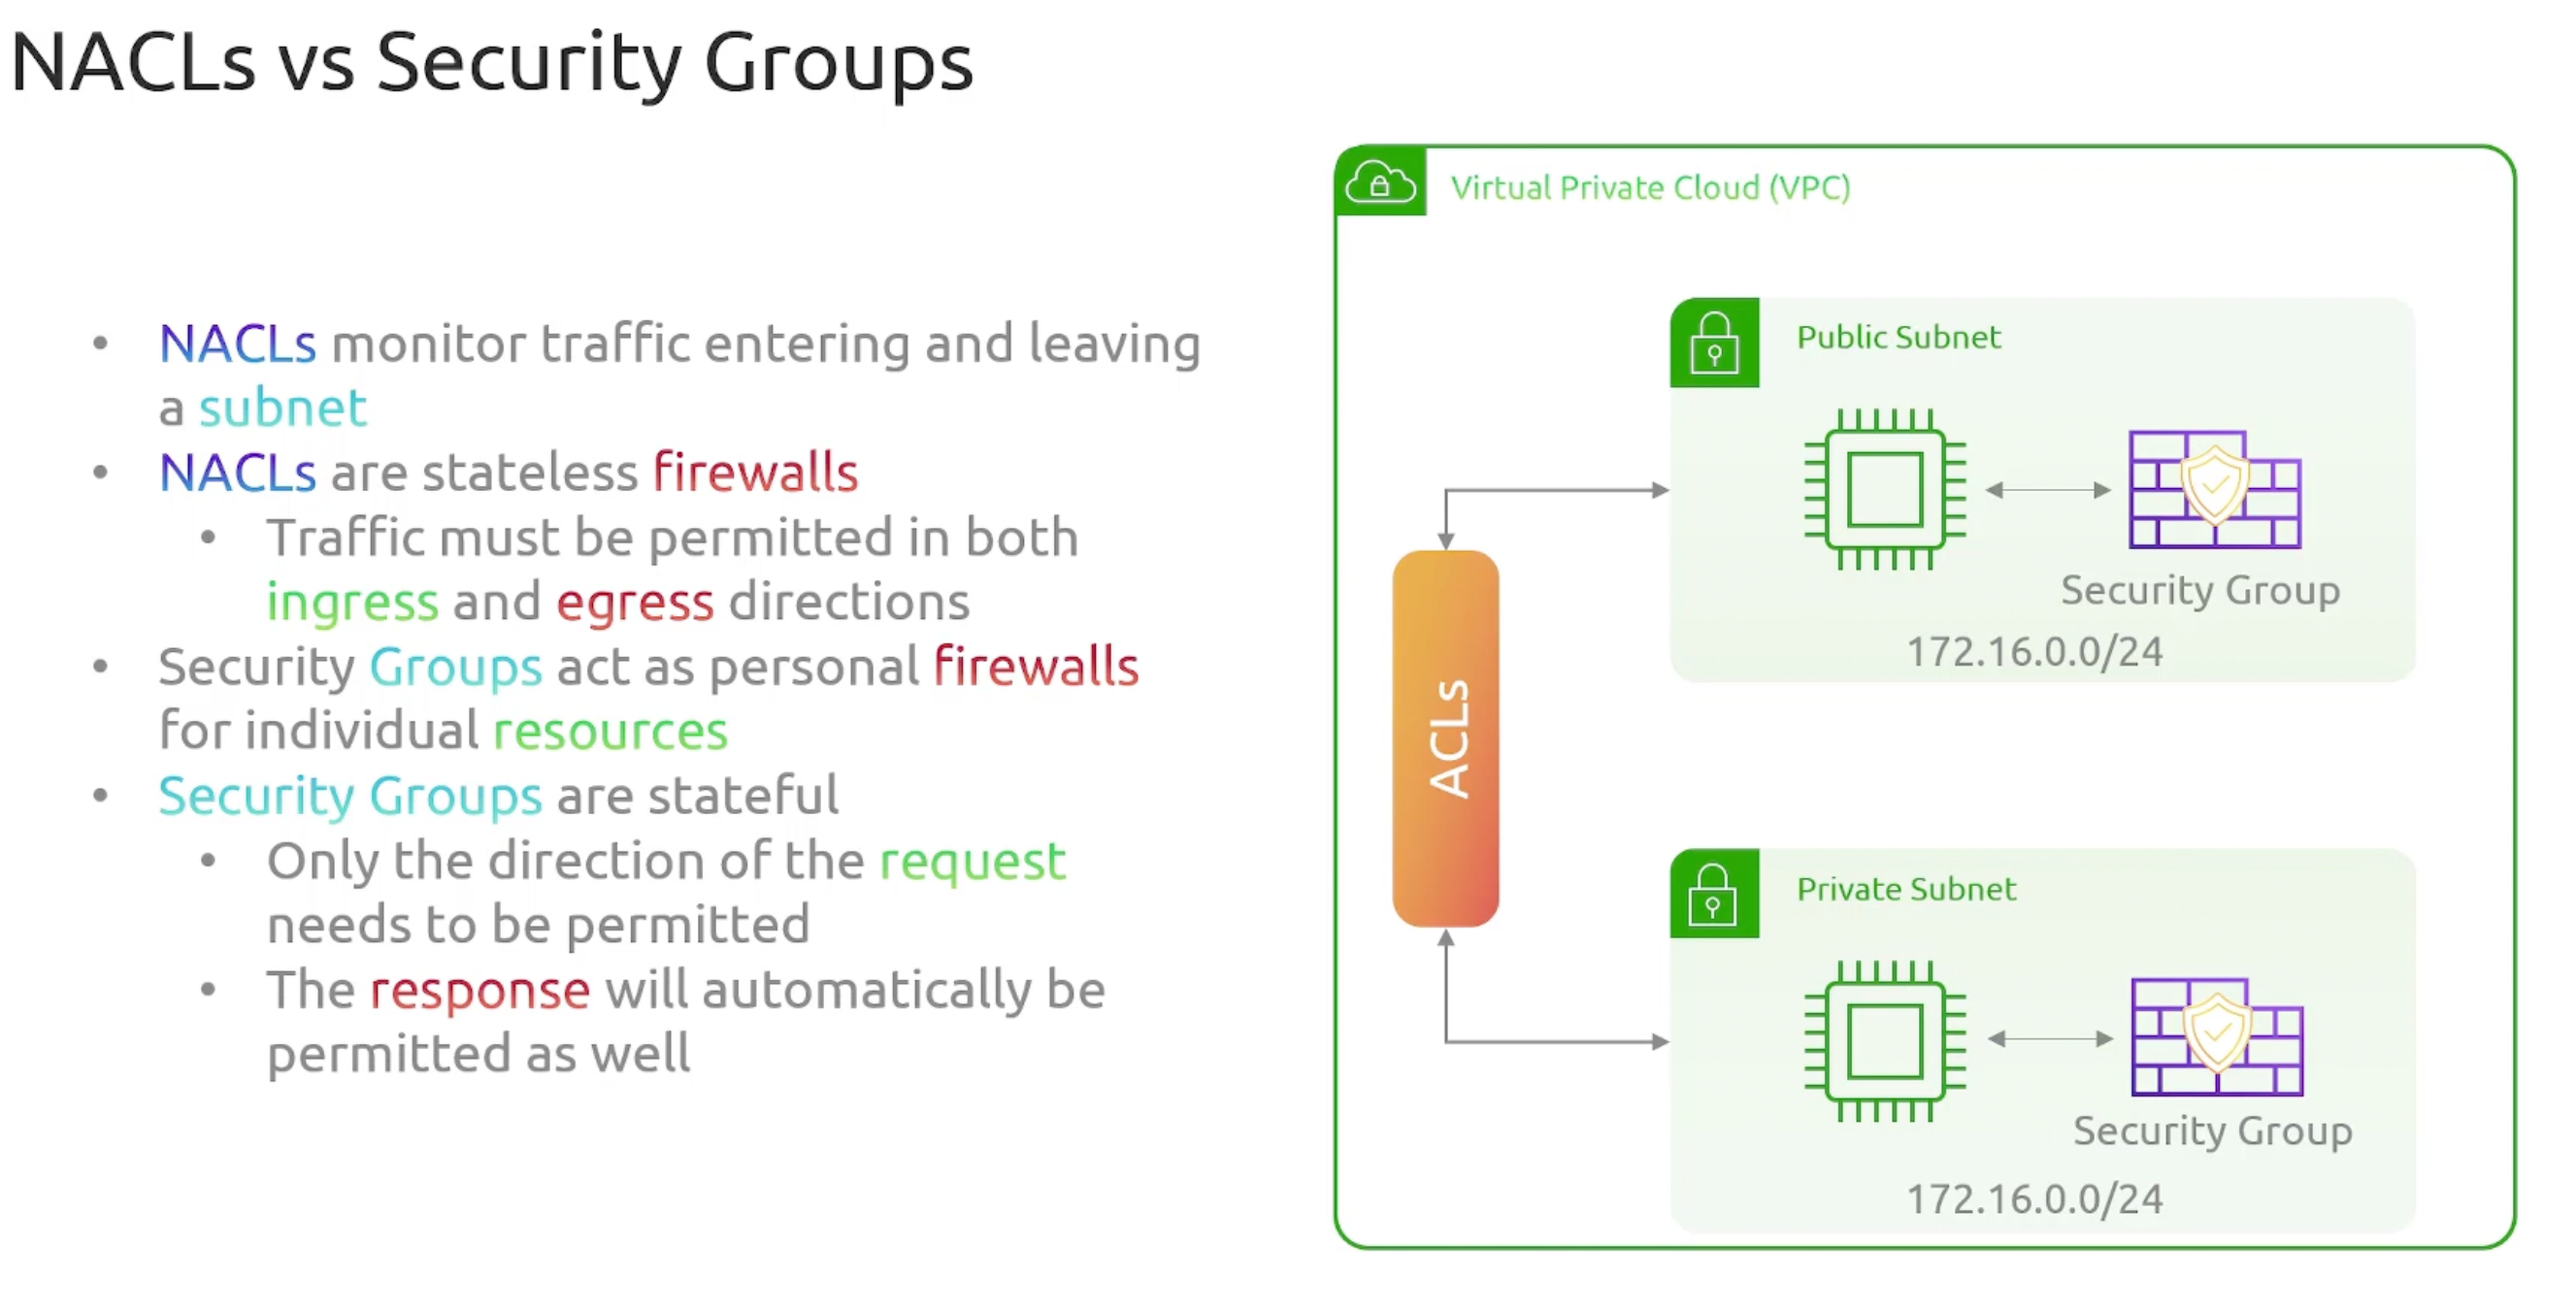 NACLs vs Security Groups
• NACLs monitor traffic entering and leaving
a subnet
• NACLs are stateless firewalls
• Traffic must be permitted in both
ingress and egress directions
• Security Groups act as personal firewalls
for individual resources
• Security Groups are stateful
• Only the direction of the request
needs to be permitted
• The response will automatically be
permitted as well
Virtual Private Cloud (VPC)
ACLs
Public Subnet
Security Group
172.16.0.0/24
Private Subnet
Security Group
172.16.0.0/24